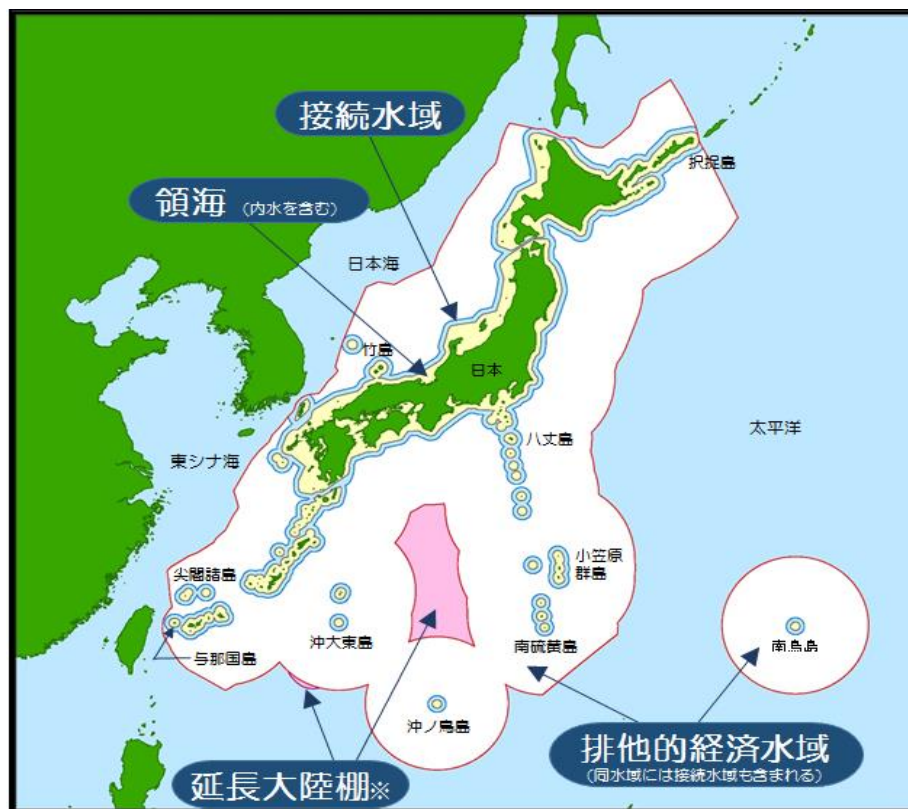 接続水域
択捉島
領海 (内水を含む)
日本海
竹島
日本
八丈島
太平洋
東シナ海
小笠原
群島
尖閣諸島
沖大東島
南硫黄島
南鳥島
与那国島
沖ノ鳥島
排他的経済水域
(同水域には接続水域も含まれる)
延長大陸棚※